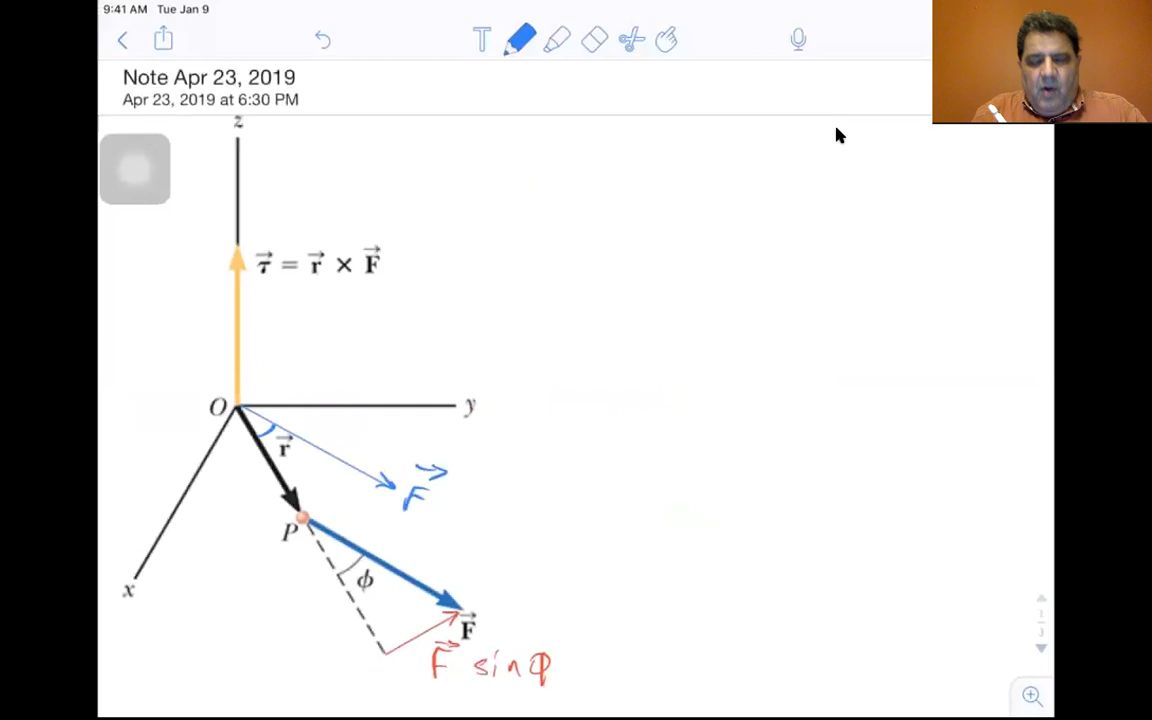 9:41 AM Tue Jan 9
T
Note Apr 23, 2019
Apr 23, 2019 at 6:30 PM
z
τ⃗ = r⃗ × F⃗
O
y
r⃗
F⃗
P
ϕ
x
F⃗
F⃗ sin φ